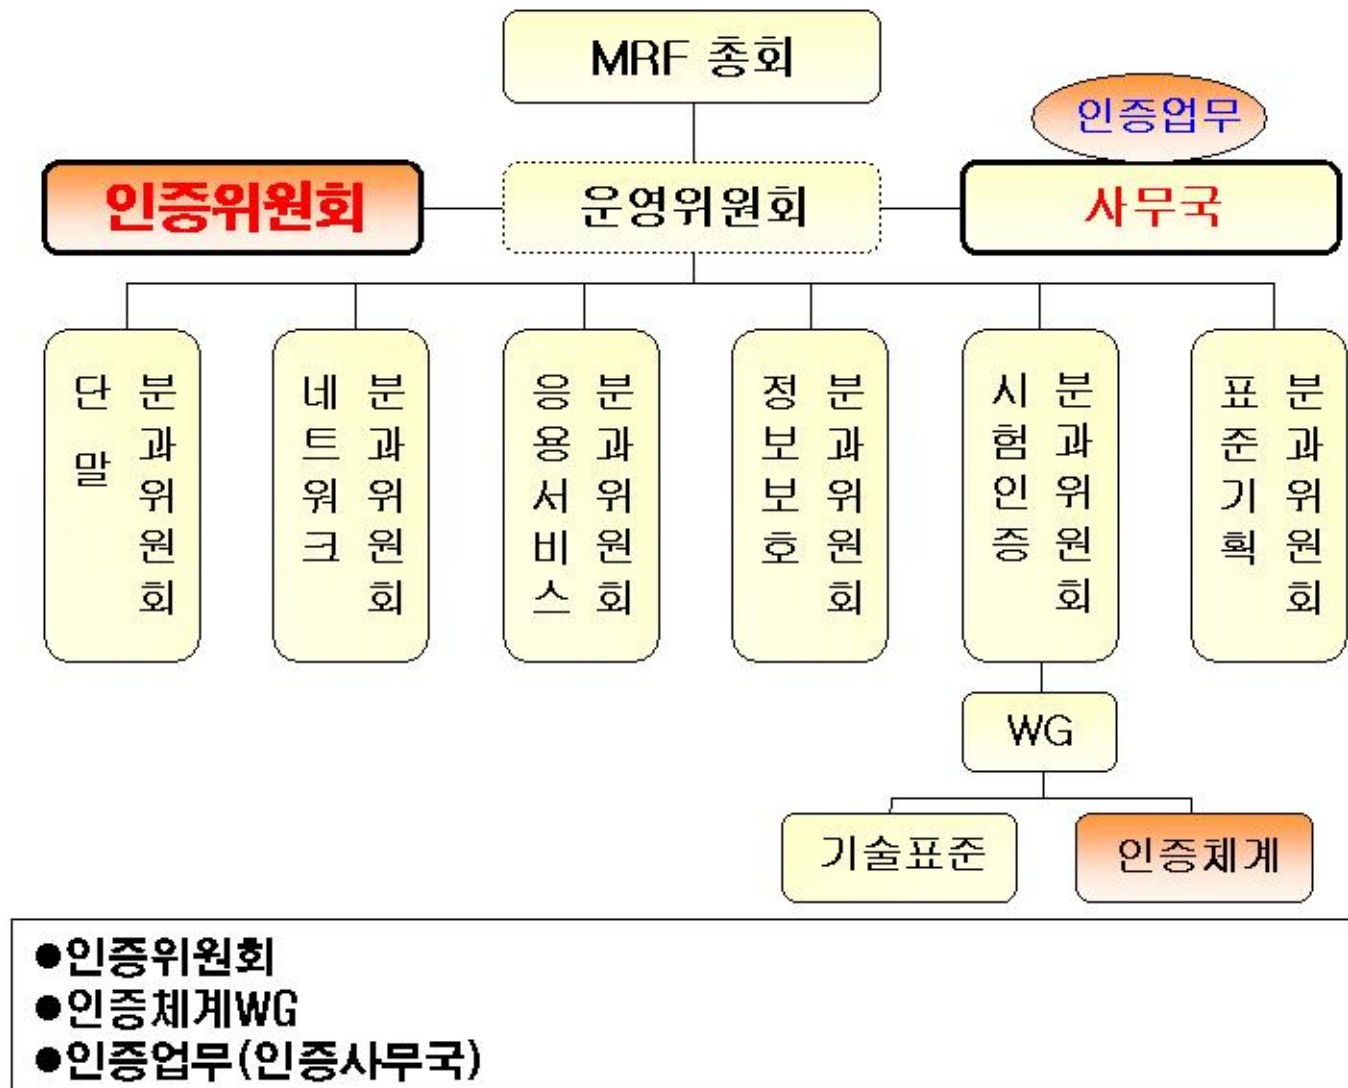 MRF 총회
인증업무
인증위원회
운영위원회
사무국
단말
분과위원회
네트워크
분과위원회
응용서비스
분과위원회
정보보호
분과위원회
시험인증
분과위원회
표준기획
분과위원회
WG
기술표준
인증체계
●인증위원회
●인증체계WG
●인증업무(인증사무국)